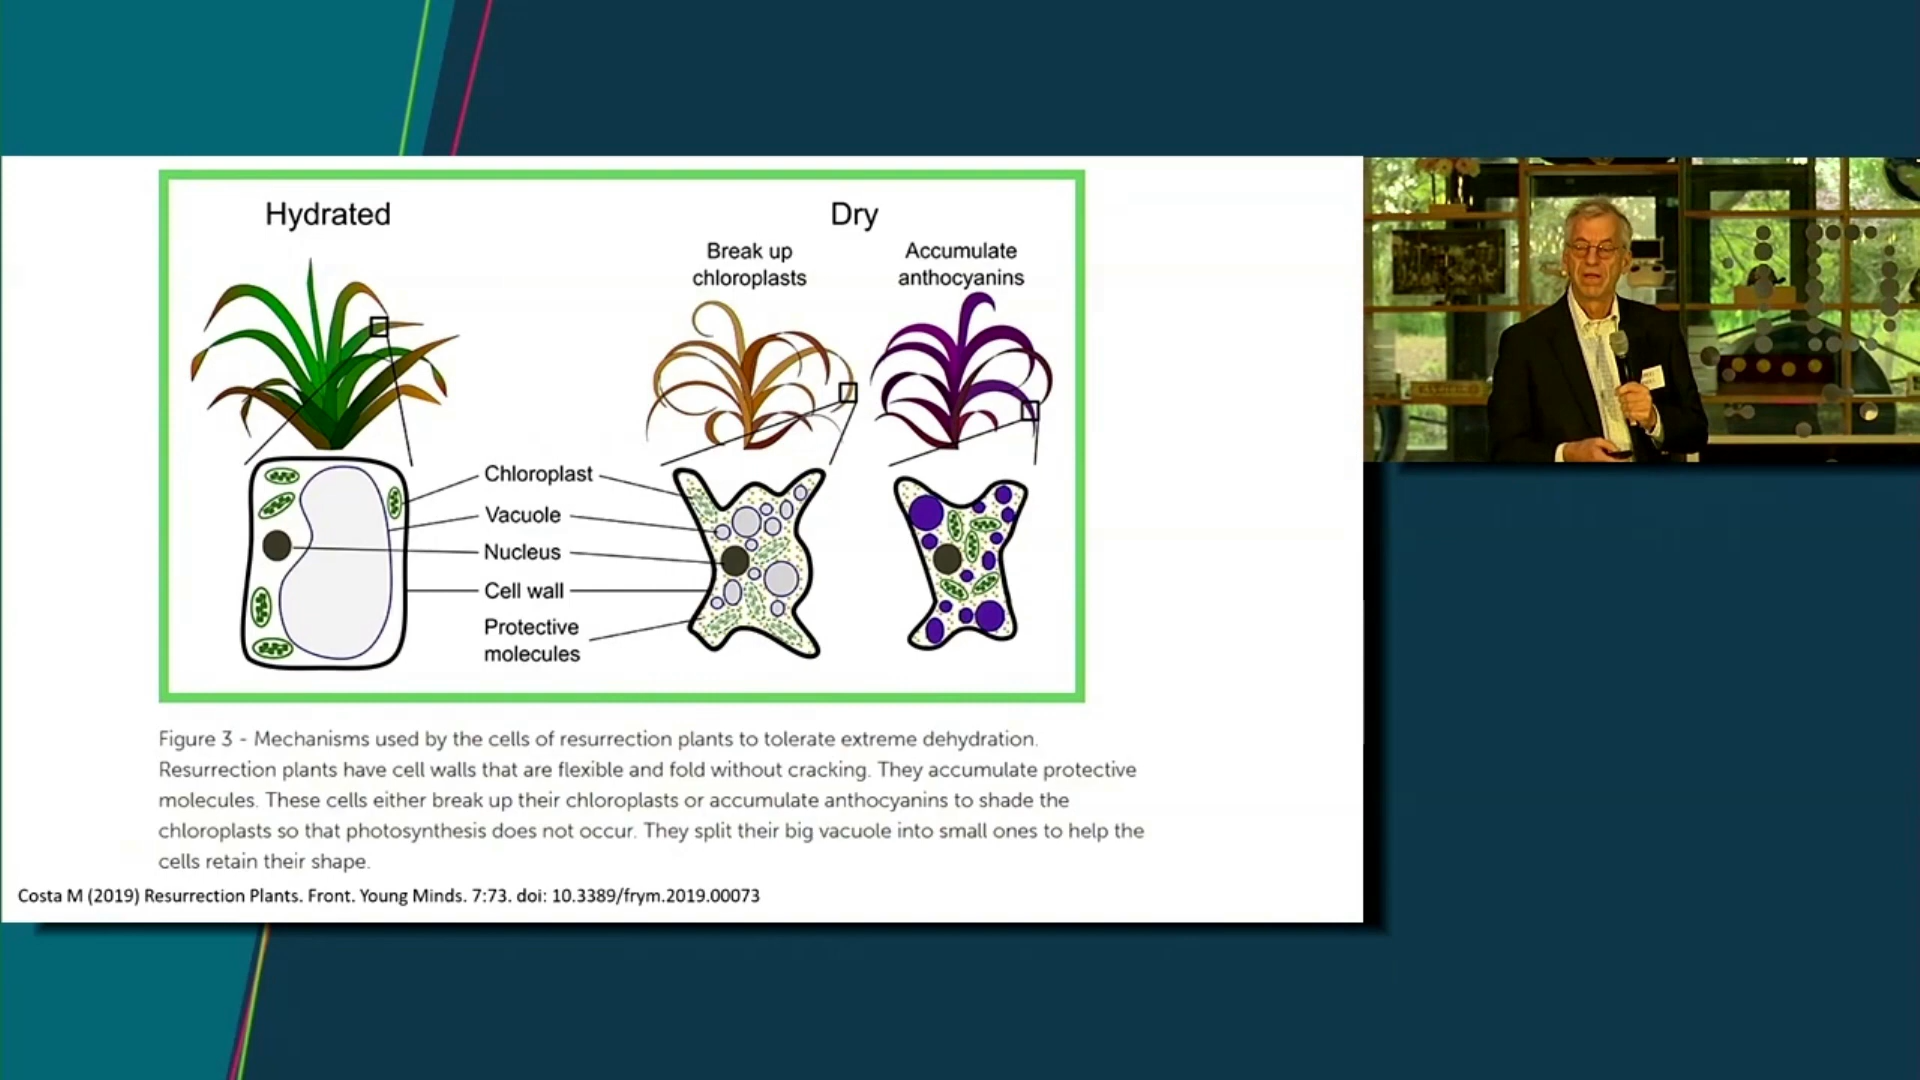 Hydrated
Dry
Break up
chloroplasts
Accumulate
anthocyanins
Chloroplast
Vacuole
Nucleus
Cell wall
Protective
molecules
Figure 3 - Mechanisms used by the cells of resurrection plants to tolerate extreme dehydration.
Resurrection plants have cell walls that are flexible and fold without cracking. They accumulate protective
molecules. These cells either break up their chloroplasts or accumulate anthocyanins to shade the
chloroplasts so that photosynthesis does not occur. They split their big vacuole into small ones to help the
cells retain their shape.
Costa M (2019) Resurrection Plants. Front. Young Minds. 7:73. doi: 10.3389/frym.2019.00073